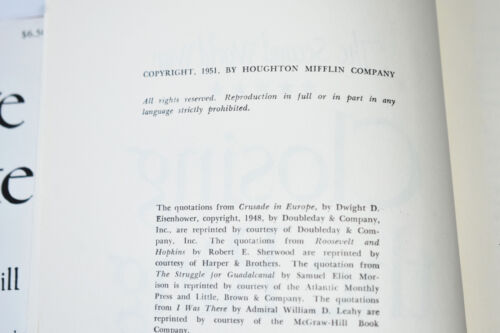 $6.50
COPYRIGHT, 1951, BY HOUGHTON MIFFLIN COMPANY
All rights reserved. Reproduction in full or in part in any
language strictly prohibited.
Closing
The quotations from Crusade in Europe, by Dwight D.
Eisenhower, copyright, 1948, by Doubleday & Company,
Inc., are reprinted by courtesy of Doubleday & Com-
pany, Inc. The quotations from Roosevelt and
Hopkins by Robert E. Sherwood are reprinted by
courtesy of Harper & Brothers. The quotation from
The Struggle for Guadalcanal by Samuel Eliot Mor-
ison is reprinted by courtesy of the Atlantic Monthly
Press and Little, Brown & Company. The quotations
from I Was There by Admiral William D. Leahy are
reprinted by courtesy of the McGraw-Hill Book
Company.